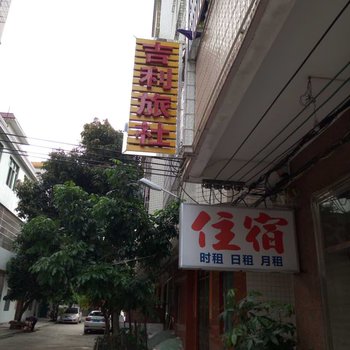 吉利旅社
住宿
时租 日租 月租